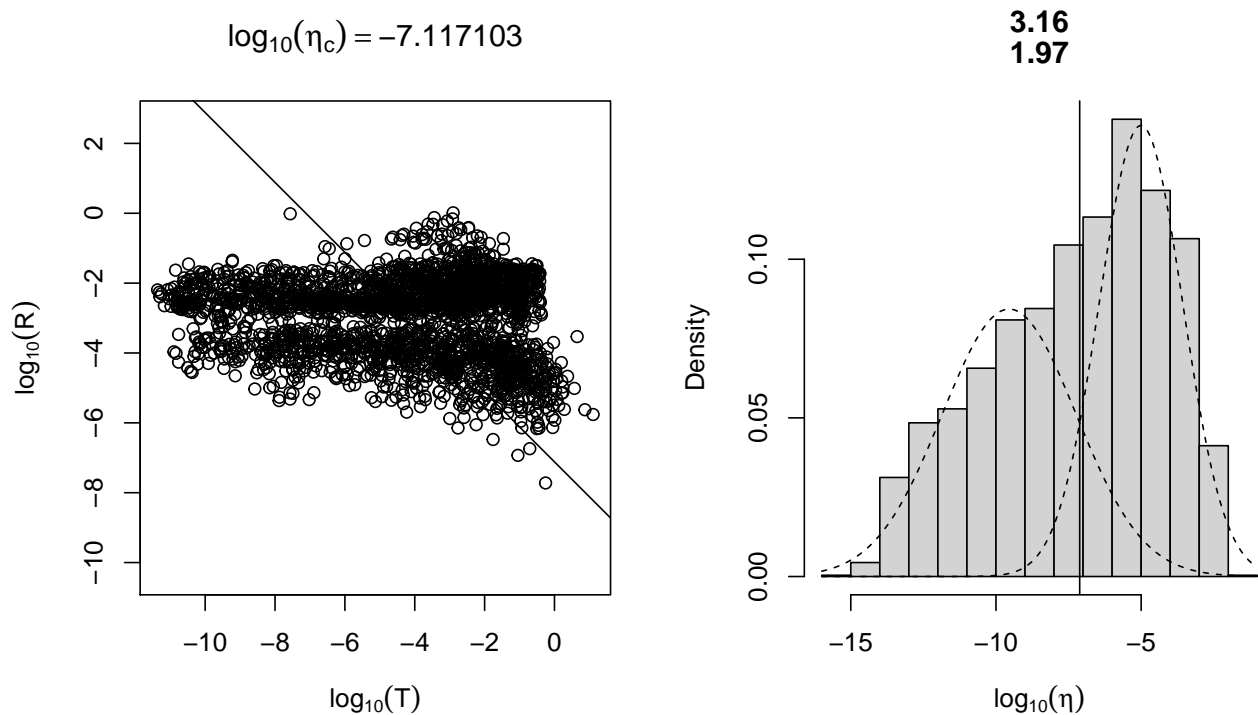 log₁₀(η_c) = −7.117103
2
0
−2
−4
−6
−8
−10
log₁₀(R)
−10 −8 −6 −4 −2 0
log₁₀(T)
3.16
1.97
0.10
0.05
0.00
Density
−15 −10 −5
log₁₀(η)